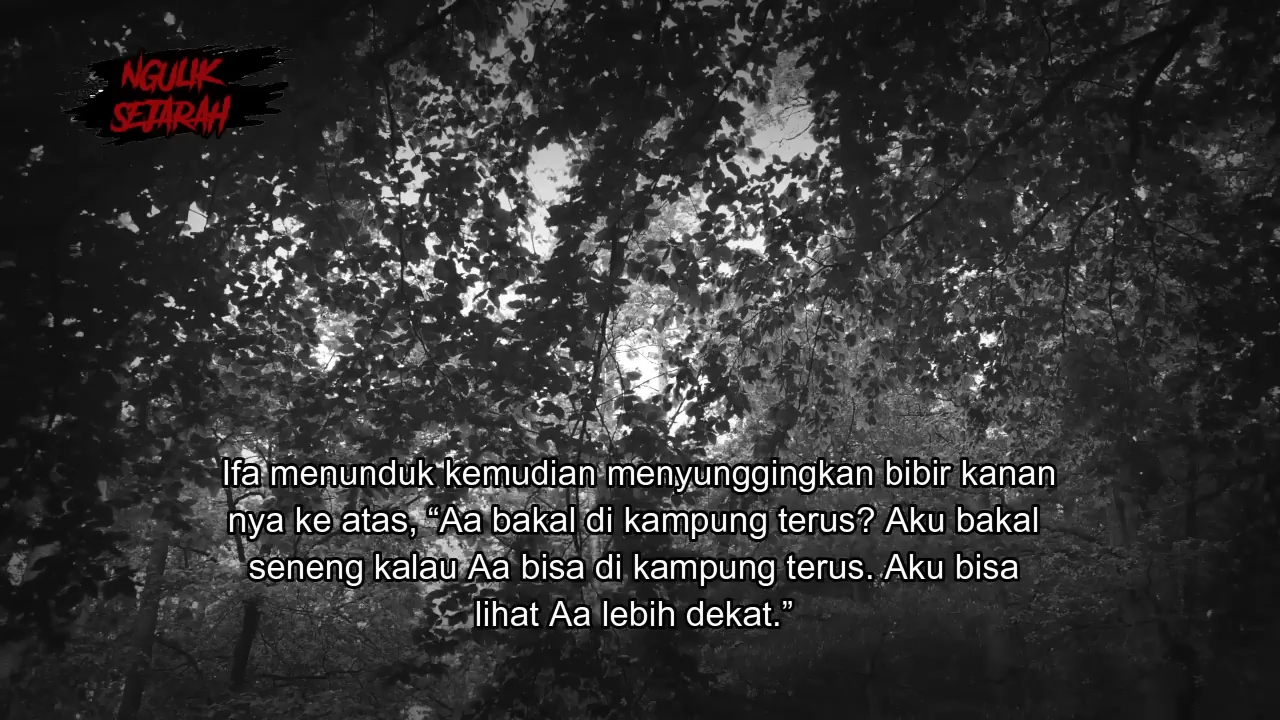 NGULIK
SEJARAH
Ifa menunduk kemudian menyunggingkan bibir kanan
nya ke atas, “Aa bakal di kampung terus? Aku bakal
seneng kalau Aa bisa di kampung terus. Aku bisa
lihat Aa lebih dekat.”